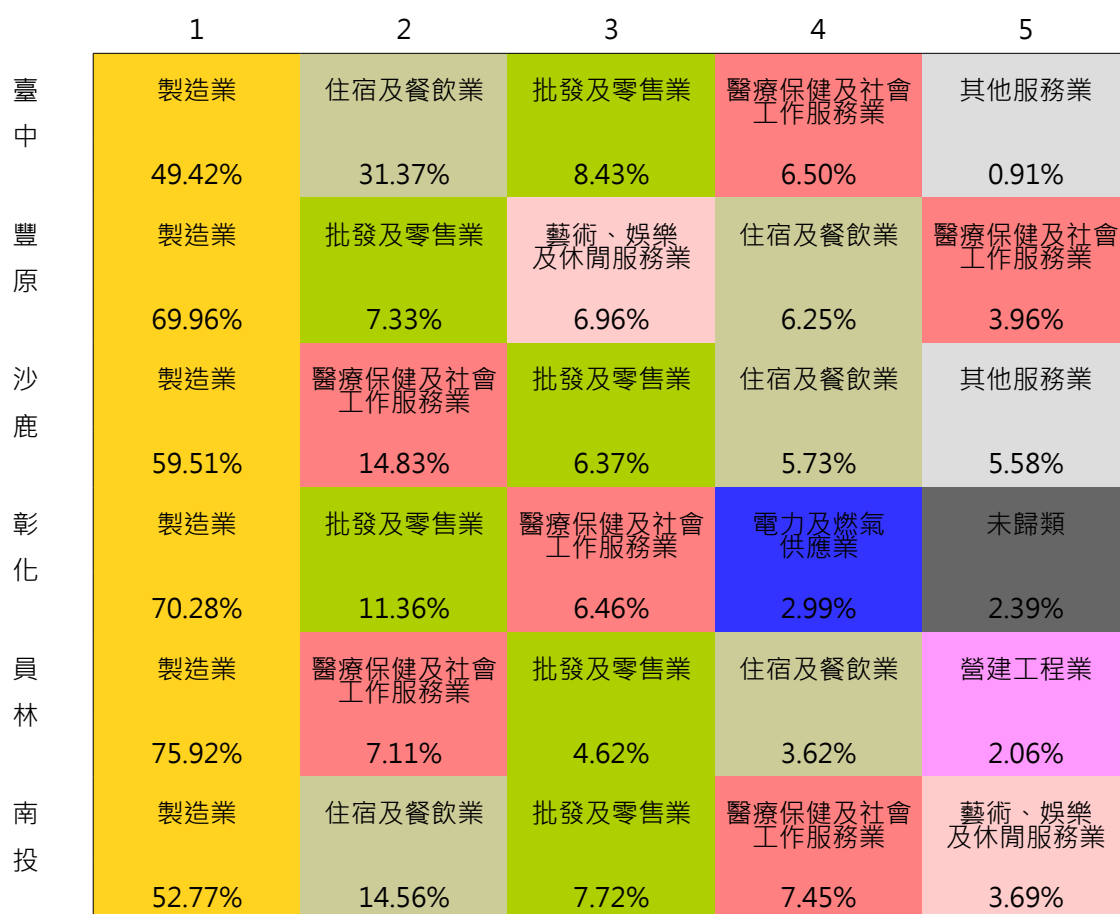 1 2 3 4 5
臺中 製造業 住宿及餐飲業 批發及零售業 醫療保健及社會工作服務業 其他服務業
49.42% 31.37% 8.43% 6.50% 0.91%
豐原 製造業 批發及零售業 藝術、娛樂及休閒服務業 住宿及餐飲業 醫療保健及社會工作服務業
69.96% 7.33% 6.96% 6.25% 3.96%
沙鹿 製造業 醫療保健及社會工作服務業 批發及零售業 住宿及餐飲業 其他服務業
59.51% 14.83% 6.37% 5.73% 5.58%
彰化 製造業 批發及零售業 醫療保健及社會工作服務業 電力及燃氣供應業 未歸類
70.28% 11.36% 6.46% 2.99% 2.39%
員林 製造業 醫療保健及社會工作服務業 批發及零售業 住宿及餐飲業 營建工程業
75.92% 7.11% 4.62% 3.62% 2.06%
南投 製造業 住宿及餐飲業 批發及零售業 醫療保健及社會工作服務業 藝術、娛樂及休閒服務業
52.77% 14.56% 7.72% 7.45% 3.69%